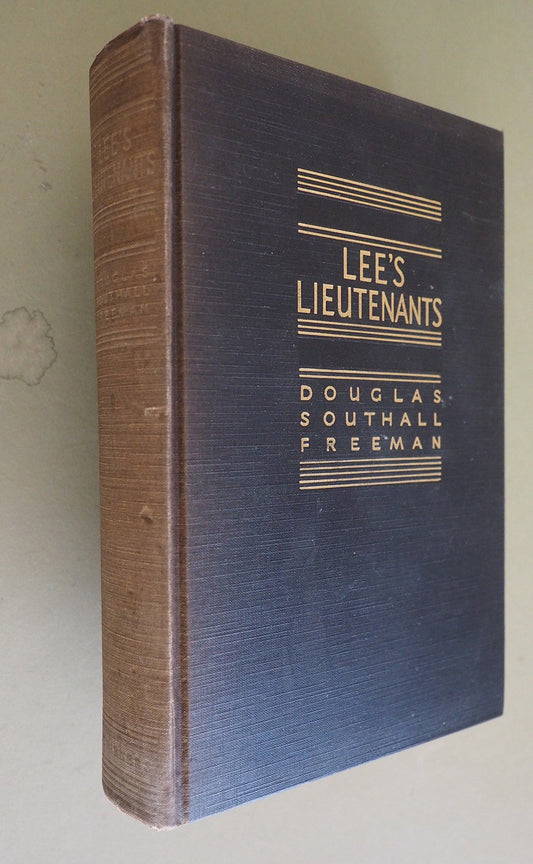 LEE'S
LIEUTENANTS
DOUGLAS
SOUTHALL
FREEMAN
LEE'S
LIEUTENANTS
DOUGLAS
SOUTHALL
FREEMAN